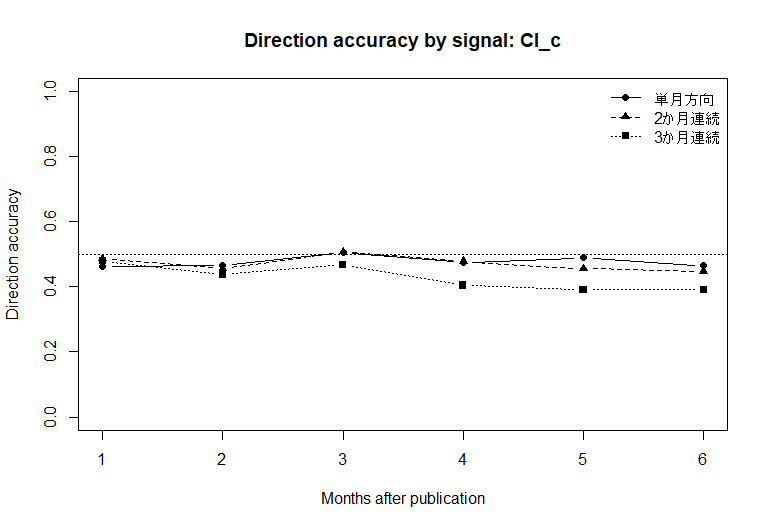 Direction accuracy by signal: CI_c
単月方向
2か月連続
3か月連続
Direction accuracy
1.0
0.8
0.6
0.4
0.2
0.0
1 2 3 4 5 6
Months after publication